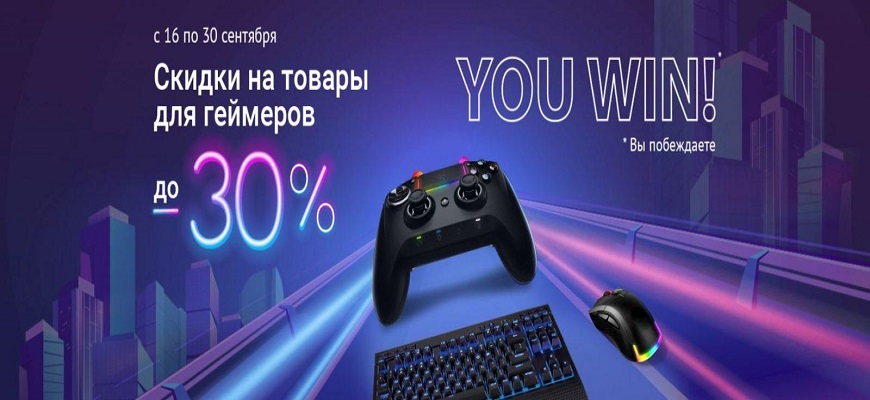 с 16 по 30 сентября
Скидки на товары
для геймеров
до -30%
YOU WIN!*
* Вы побеждаете